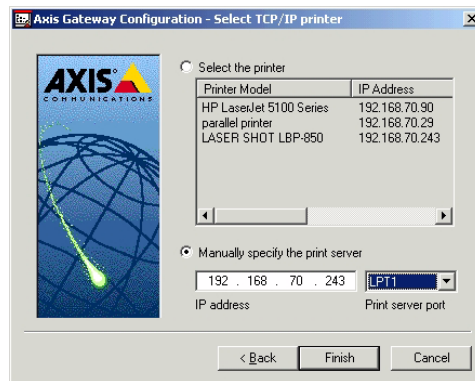 Axis Gateway Configuration - Select TCP/IP printer
AXIS
COMMUNICATIONS
Select the printer
Printer Model IP Address
HP LaserJet 5100 Series 192.168.70.90
parallel printer 192.168.70.29
LASER SHOT LBP-850 192.168.70.243
Manually specify the print server
192 . 168 . 70 . 243 LPT1
IP address Print server port
< Back Finish Cancel